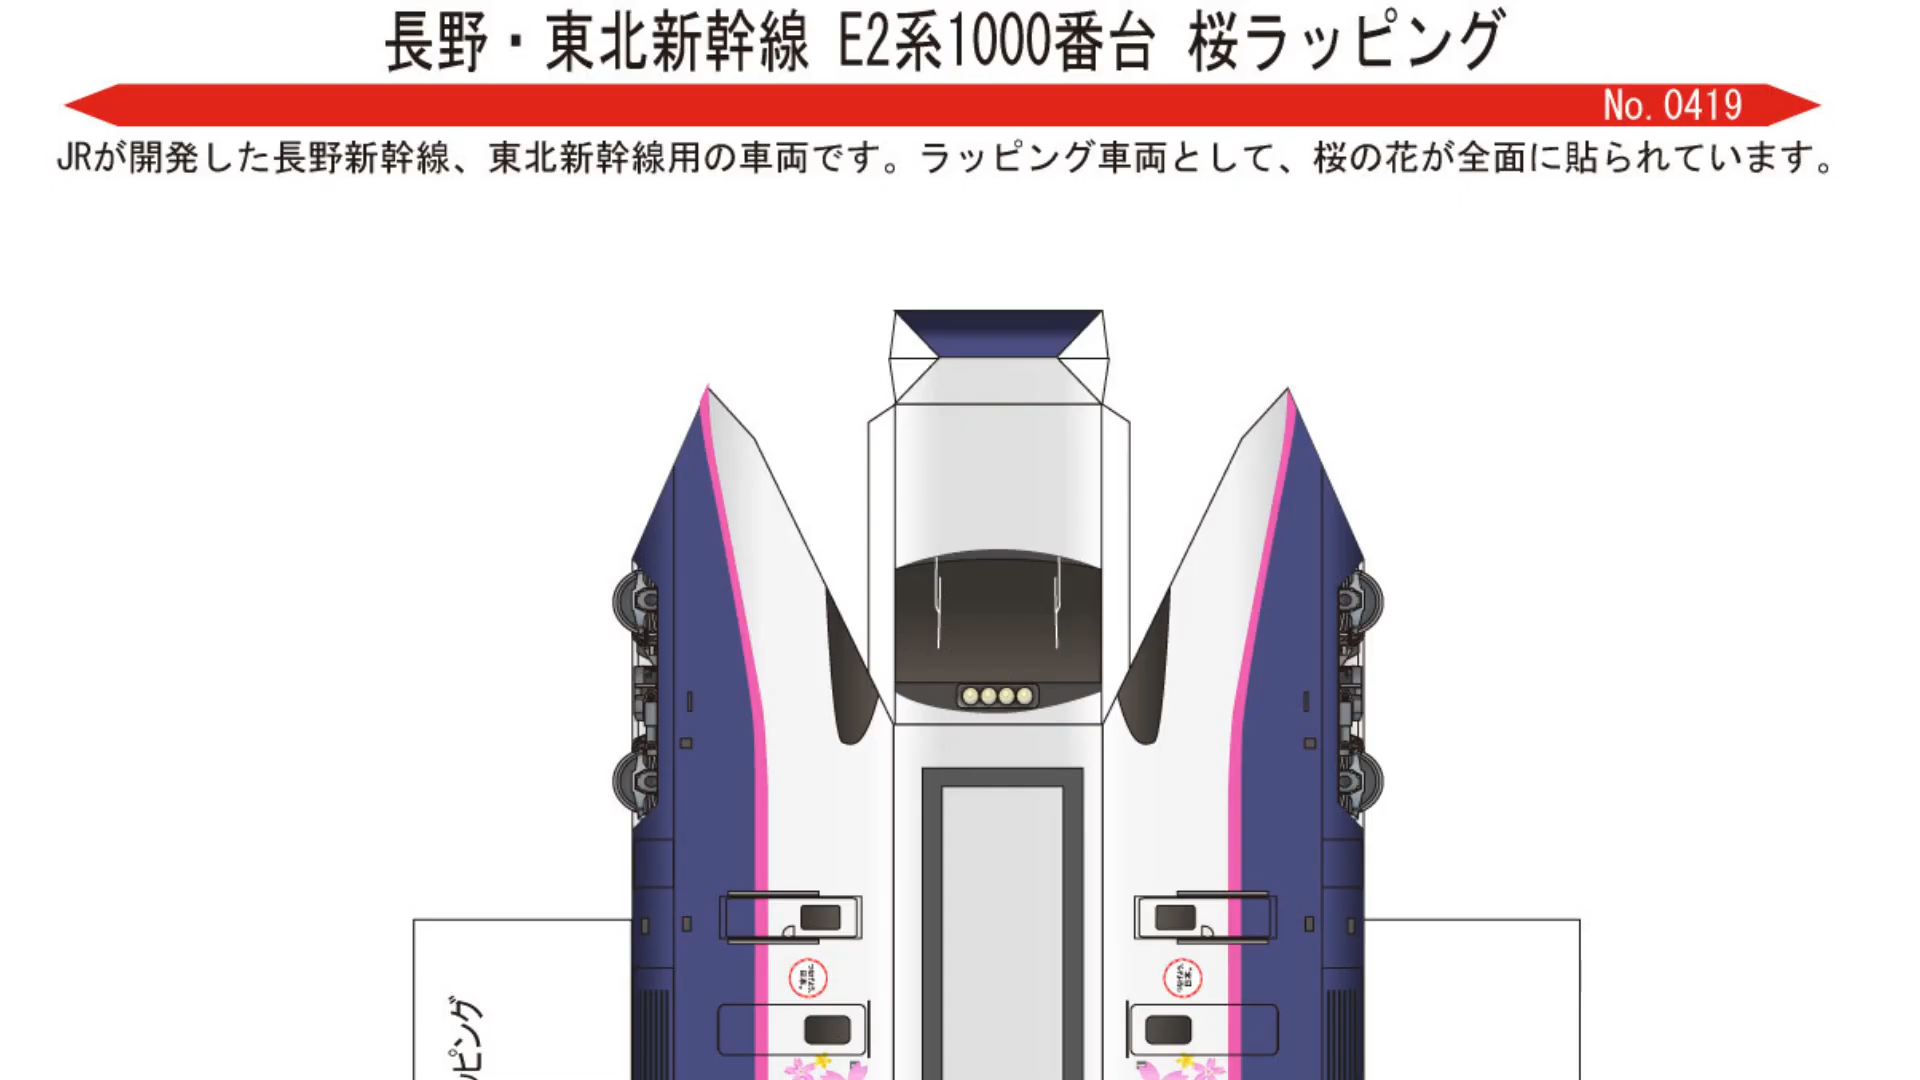 長野・東北新幹線 E2系1000番台 桜ラッピング
No. 0419
JRが開発した長野新幹線、東北新幹線用の車両です。ラッピング車両として、桜の花が全面に貼られています。
ッピング